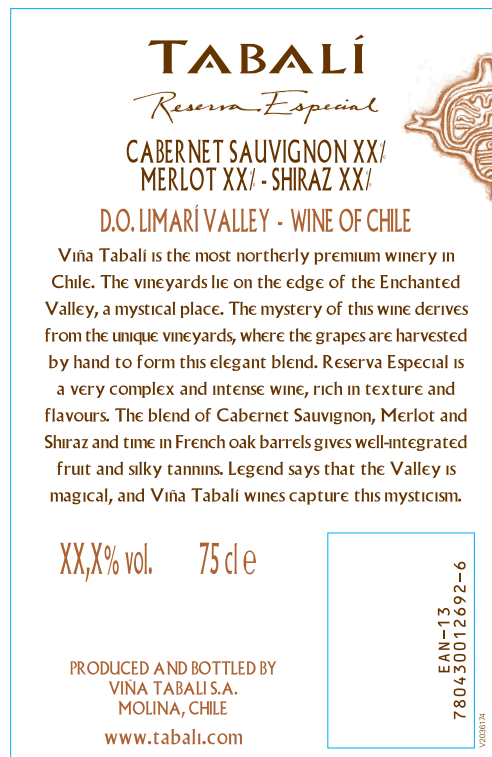 TABALÍ
Reserva Especial
CABERNET SAUVIGNON XX%
MERLOT XX% - SHIRAZ XX%
D.O. LIMARÍ VALLEY - WINE OF CHILE
Viña Tabalí is the most northerly premium winery in
Chile. The vineyards lie on the edge of the Enchanted
Valley, a mystical place. The mystery of this wine derives
from the unique vineyards, where the grapes are harvested
by hand to form this elegant blend. Reserva Especial is
a very complex and intense wine, rich in texture and
flavours. The blend of Cabernet Sauvignon, Merlot and
Shiraz and time in French oak barrels gives well-integrated
fruit and silky tannins. Legend says that the Valley is
magical, and Viña Tabalí wines capture this mysticism.
XX,X% vol. 75 cl e
EAN-13
780430012692-6
V2036174
PRODUCED AND BOTTLED BY
VIÑA TABALI S.A.
MOLINA, CHILE
www.tabali.com